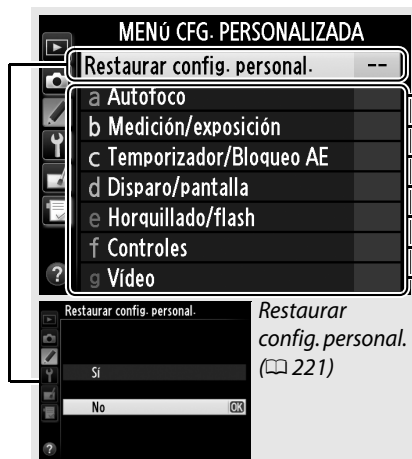 MENÚ CFG. PERSONALIZADA
Restaurar config. personal. --
a Autofoco
b Medición/exposición
c Temporizador/Bloqueo AE
d Disparo/pantalla
e Horquillado/flash
f Controles
g Vídeo
?
Restaurar config. personal.
Sí
No OK
?
Restaurar
config. personal.
(221)